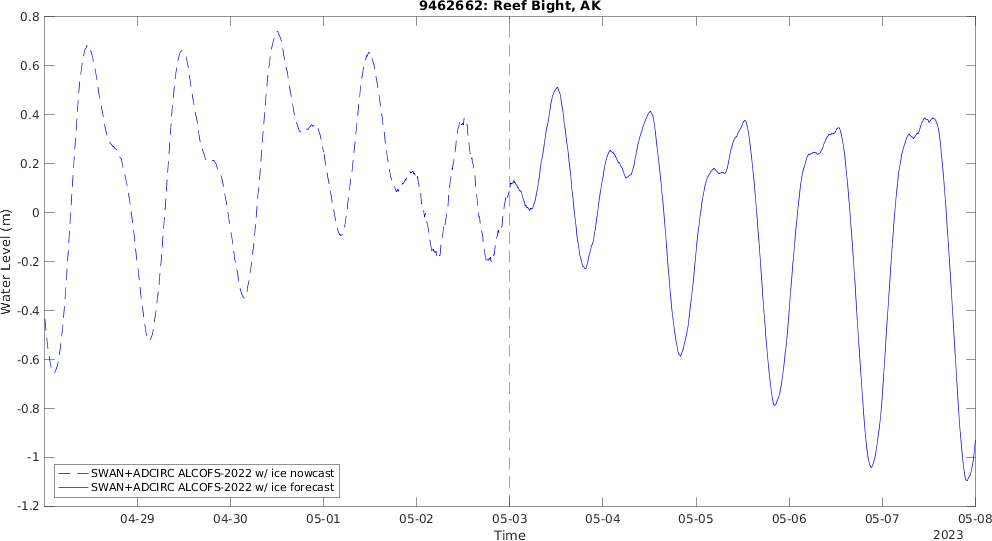 9462662: Reef Bight, AK
0.8
0.6
0.4
0.2
0
-0.2
-0.4
-0.6
-0.8
-1
-1.2
Water Level (m)
SWAN+ADCIRC ALCOFS-2022 w/ ice nowcast
SWAN+ADCIRC ALCOFS-2022 w/ ice forecast
04-29 04-30 05-01 05-02 05-03 05-04 05-05 05-06 05-07 05-08
Time
2023